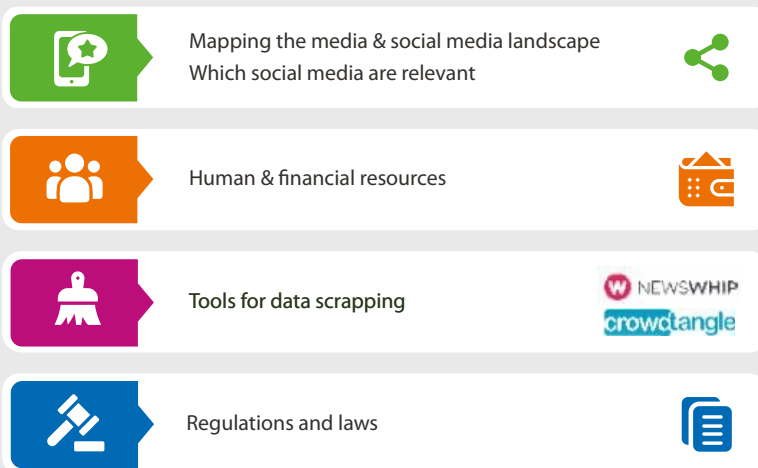 Mapping the media & social media landscape
Which social media are relevant
Human & financial resources
Tools for data scrapping
W NEWSWHIP
crowdtangle
Regulations and laws